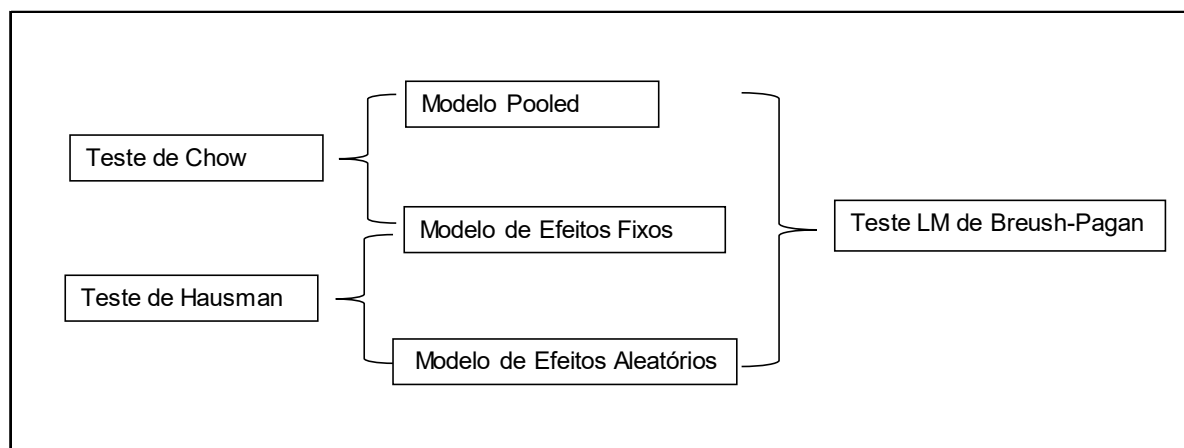 Modelo Pooled
Teste de Chow
Modelo de Efeitos Fixos
Teste LM de Breush-Pagan
Teste de Hausman
Modelo de Efeitos Aleatórios